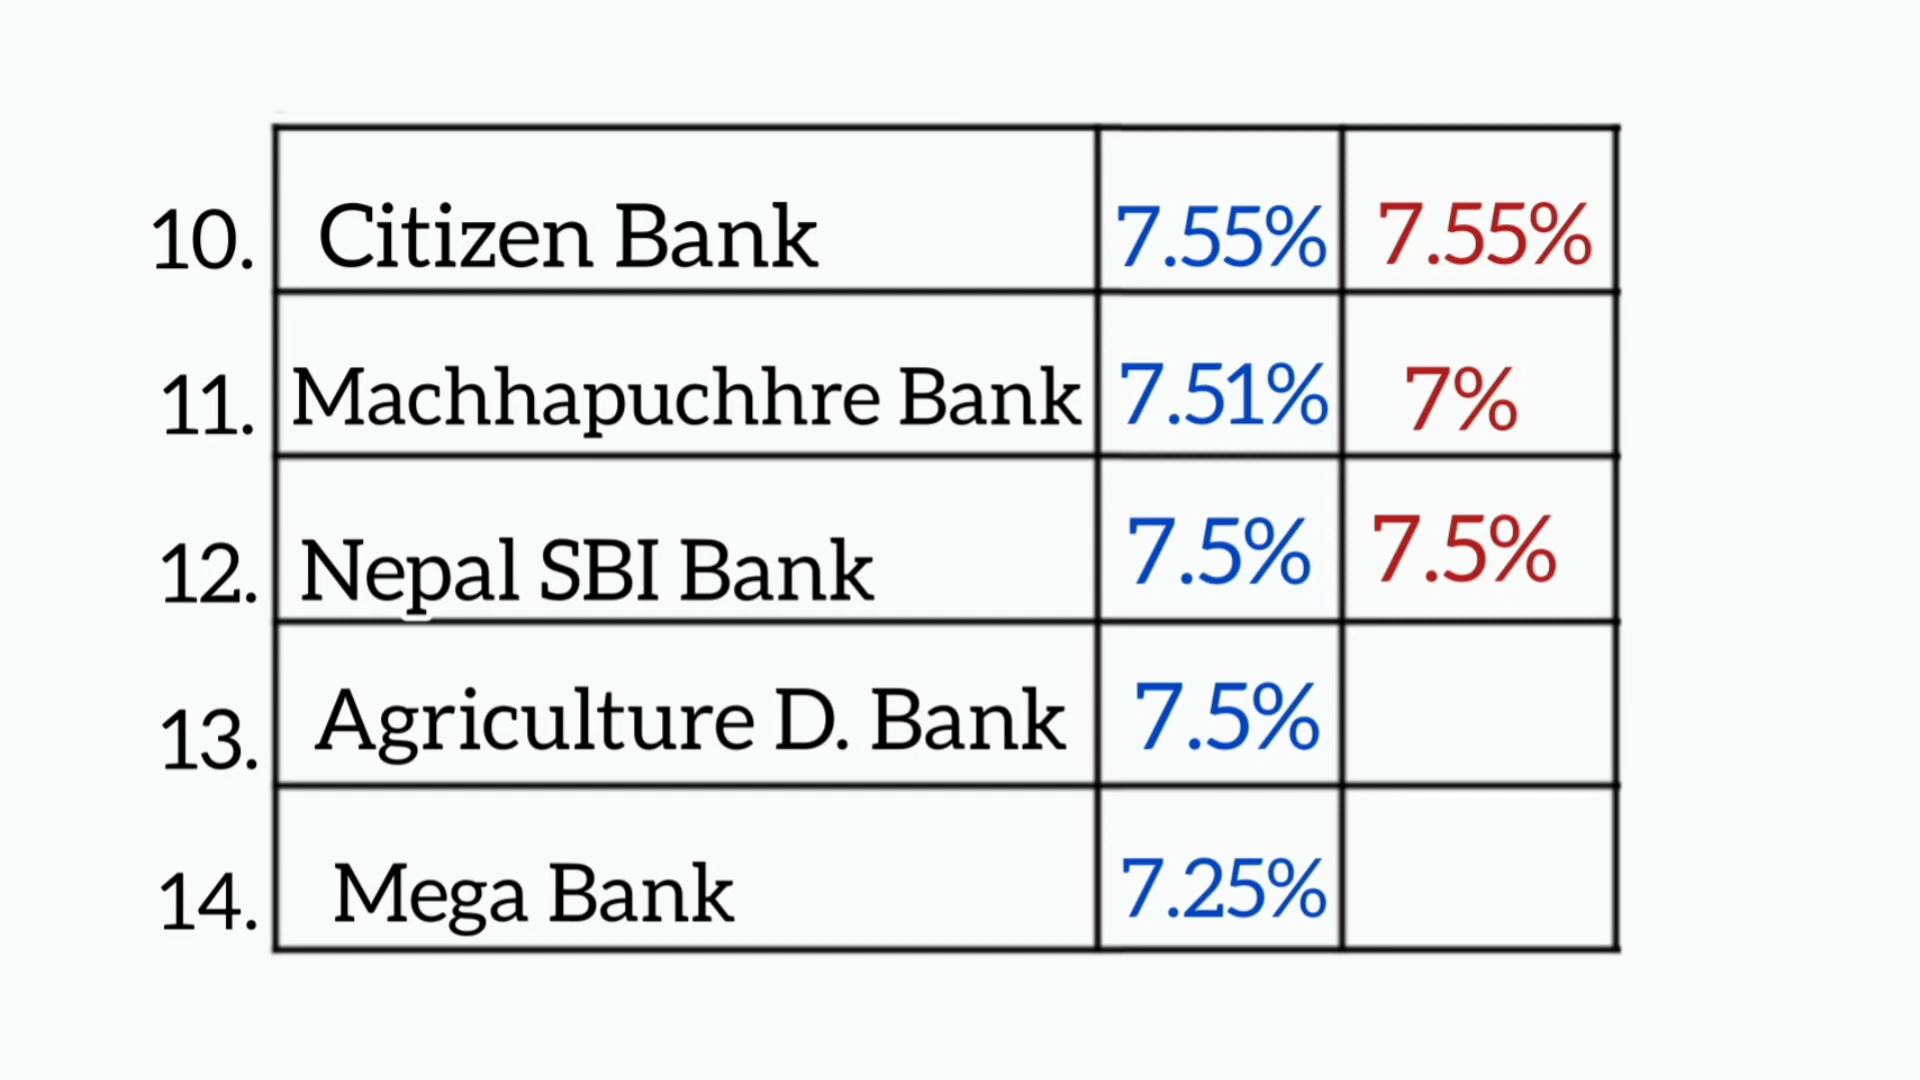 10. Citizen Bank 7.55% 7.55%
11. Machhapuchhre Bank 7.51% 7%
12. Nepal SBI Bank 7.5% 7.5%
13. Agriculture D. Bank 7.5%
14. Mega Bank 7.25%